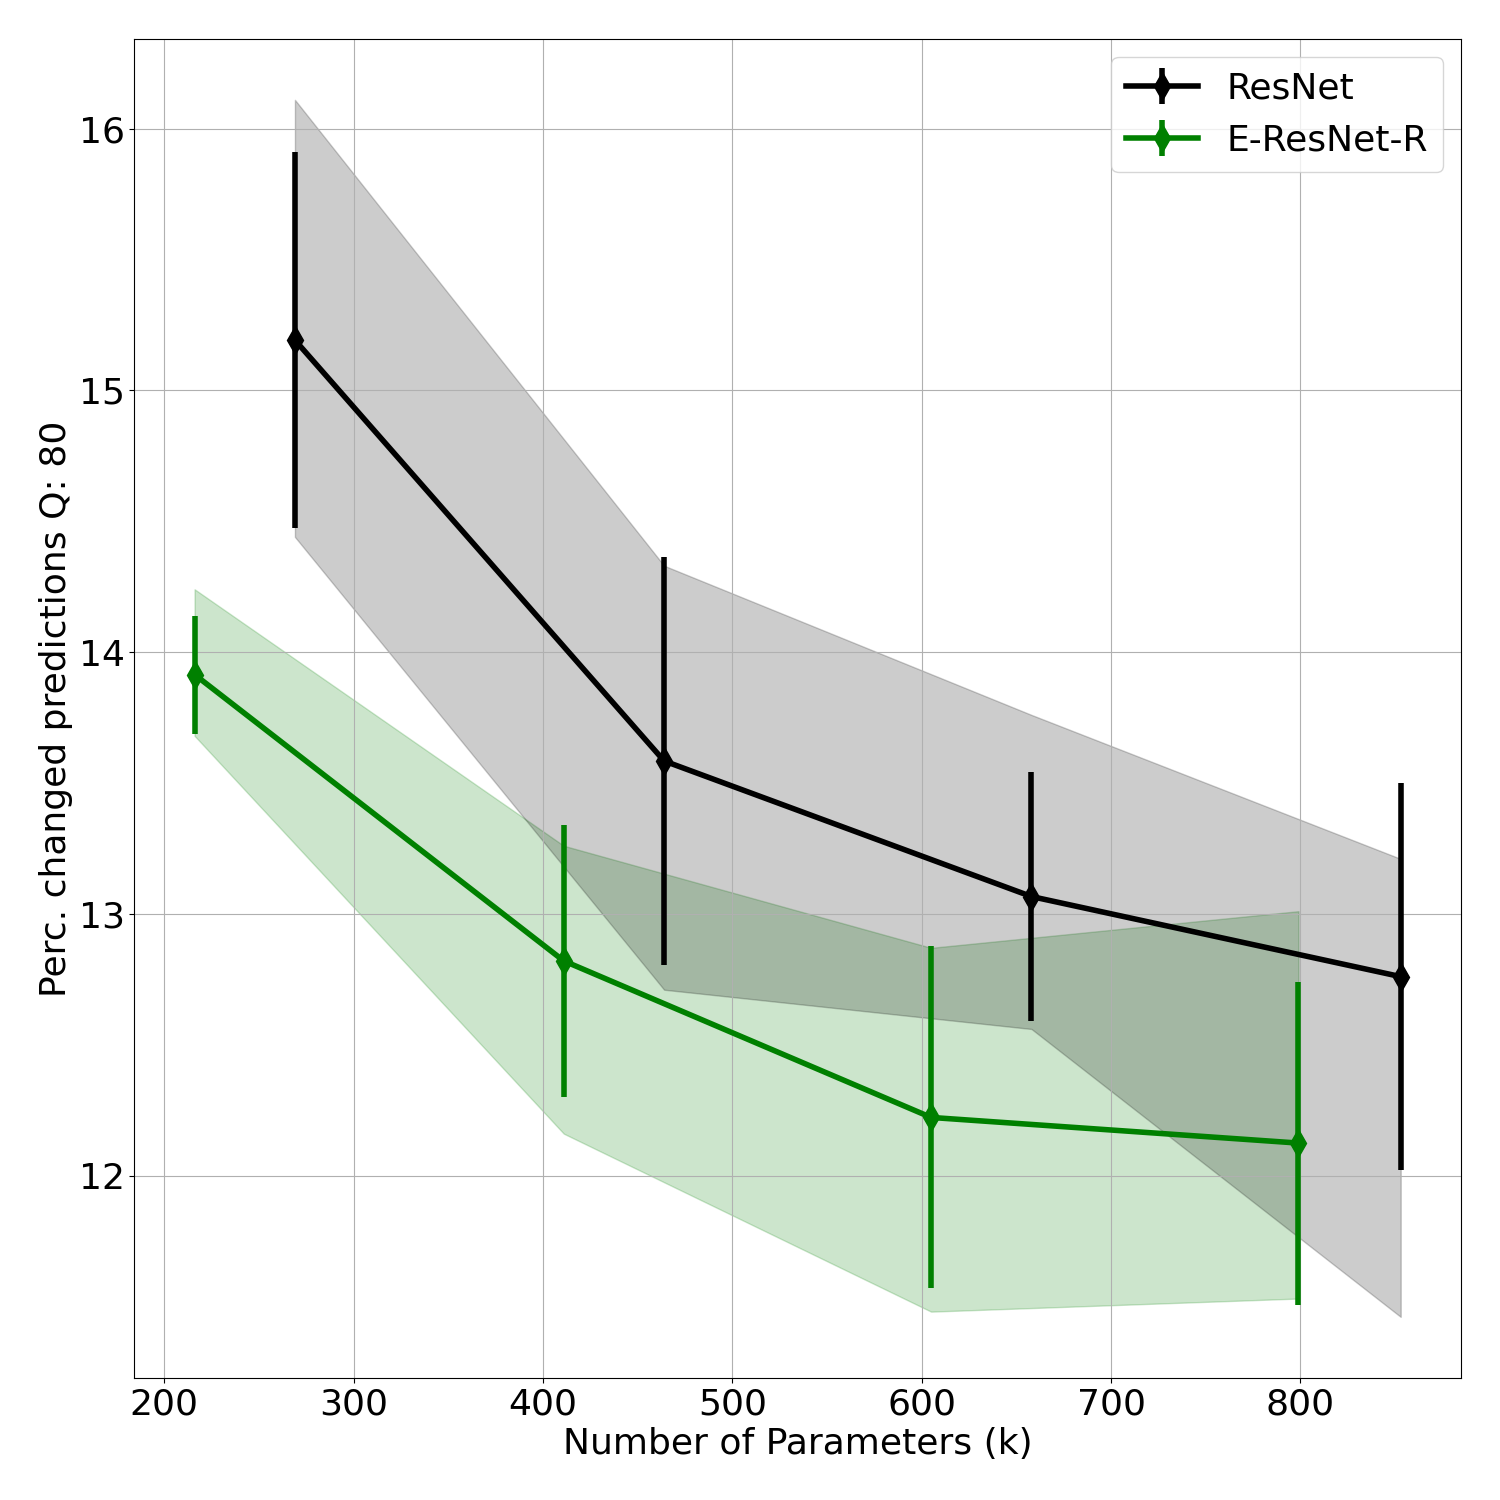 ResNet
E-ResNet-R
Perc. changed predictions Q: 80
16
15
14
13
12
200 300 400 500 600 700 800
Number of Parameters (k)